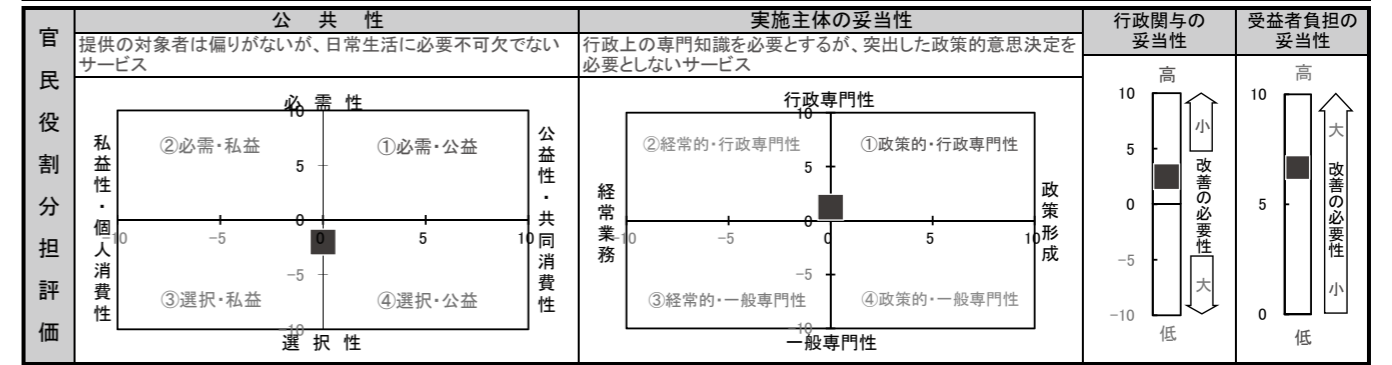 官民役割分担評価
公共性
実施主体の妥当性
行政関与の
妥当性
受益者負担の
妥当性
提供の対象者は偏りがないが、日常生活に必要不可欠でない
サービス
行政上の専門知識を必要とするが、突出した政策的意思決定を
必要としないサービス
必需性
10
②必需・私益
①必需・公益
5
私益性・個人消費性
公益性・共同消費性
0
-10
-5
0
5
10
-5
③選択・私益
④選択・公益
-10
選択性
行政専門性
10
②経常的・行政専門性
①政策的・行政専門性
5
経常業務
政策形成
0
-10
-5
0
5
10
-5
③経常的・一般専門性
④政策的・一般専門性
-10
一般専門性
高
10
小
5
改善の必要性
0
-5
大
-10
低
高
10
大
改善の必要性
5
小
0
低